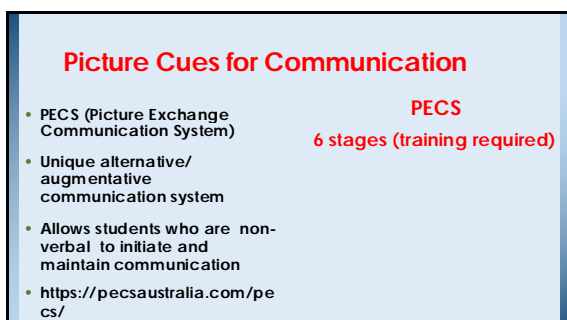 Picture Cues for Communication
• PECS (Picture Exchange
Communication System)
• Unique alternative/
augmentative
communication system
• Allows students who are non-
verbal to initiate and
maintain communication
• https://pecsaustralia.com/pe
cs/
PECS
6 stages (training required)